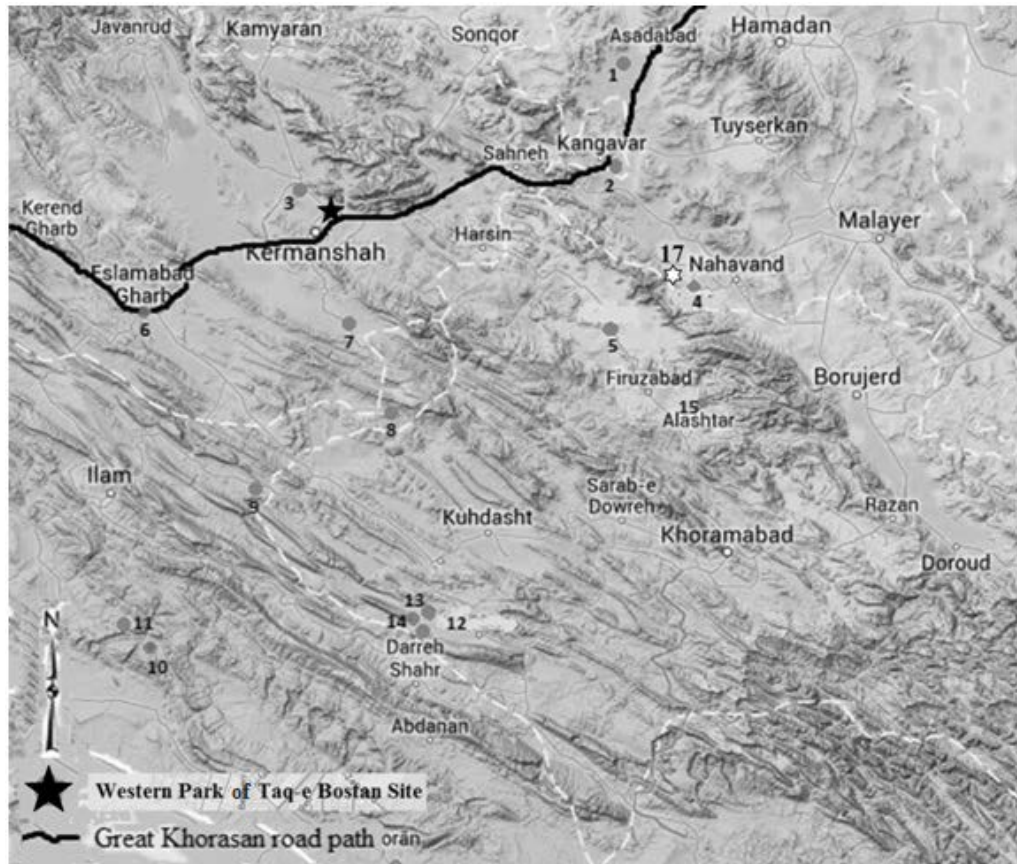 Javanrud
Kamyaran
Sonqor
Asadabad
Hamadan
1
Kangavar
Tuyserkan
Sahneh
2
3
Kerend
Gharb
Kermanshah
Harsin
Malayer
17
Nahavand
4
Eslamabad
Gharb
6
7
5
Firuzabad
Borujerd
15
Alashtar
8
Ilam
9
Sarab-e
Dowreh
Kuhdasht
Khoramabad
Razan
Doroud
13
14
12
11
N
10
Darreh
Shahr
Abdanan
Western Park of Taq-e Bostan Site
Great Khorasan road path orān